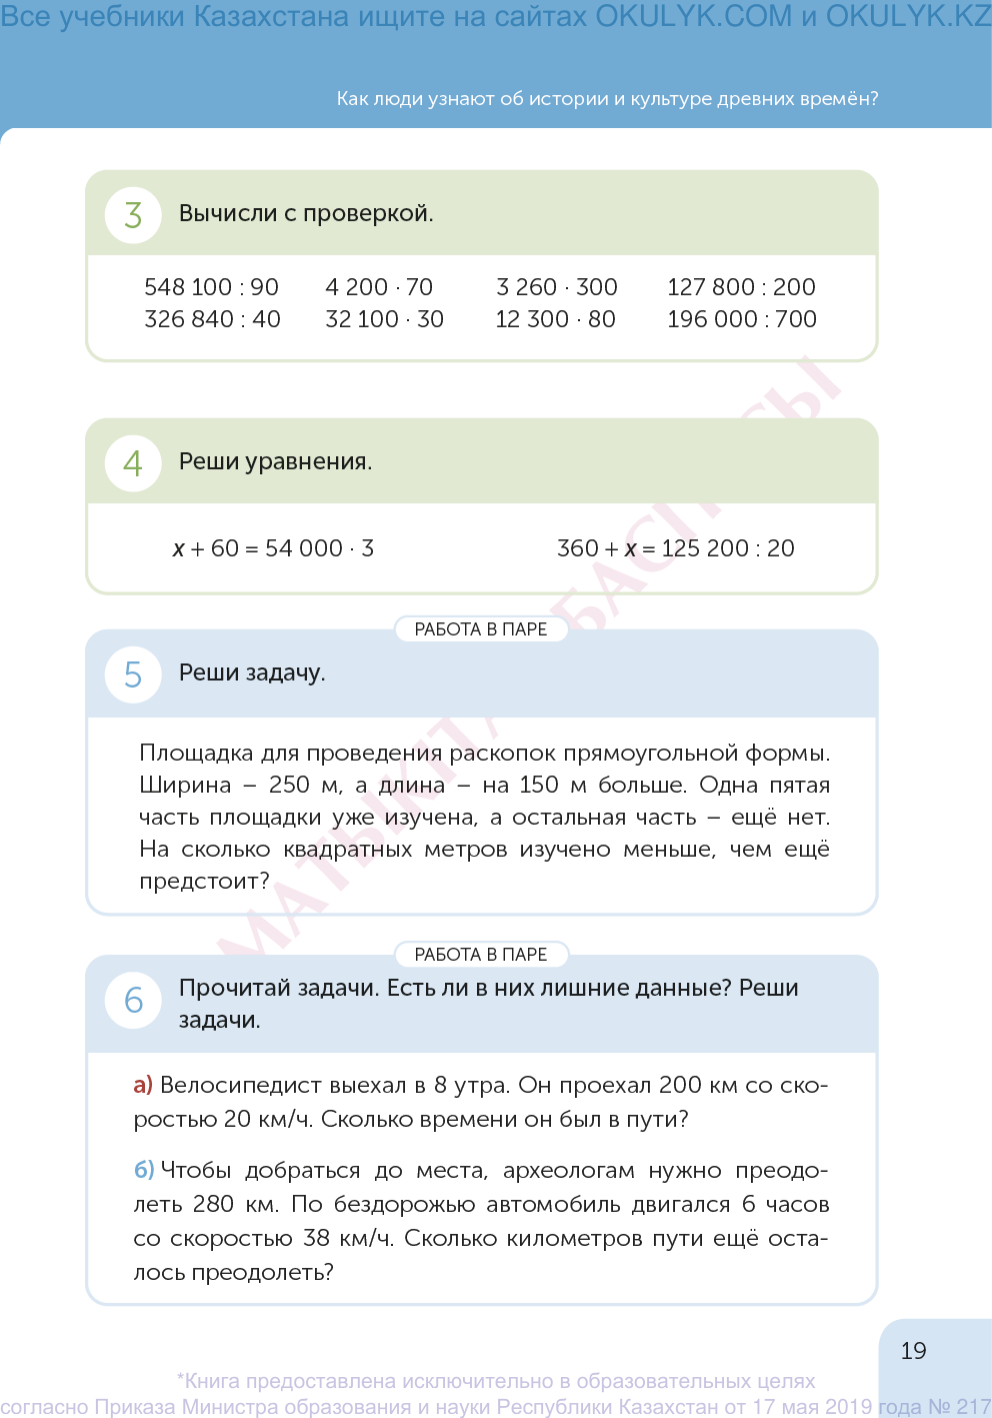 Все учебники Казахстана ищите на сайтах OKULYK.COM и OKULYK.KZ
Как люди узнают об истории и культуре древних времён?
3 Вычисли с проверкой.
548 100 : 90 4 200 · 70 3 260 · 300 127 800 : 200
326 840 : 40 32 100 · 30 12 300 · 80 196 000 : 700
4 Реши уравнения.
x + 60 = 54 000 · 3 360 + x = 125 200 : 20
РАБОТА В ПАРЕ
5 Реши задачу.
Площадка для проведения раскопок прямоугольной формы.
Ширина – 250 м, а длина – на 150 м больше. Одна пятая
часть площадки уже изучена, а остальная часть – ещё нет.
На сколько квадратных метров изучено меньше, чем ещё
предстоит?
РАБОТА В ПАРЕ
6 Прочитай задачи. Есть ли в них лишние данные? Реши
задачи.
а) Велосипедист выехал в 8 утра. Он проехал 200 км со ско-
ростью 20 км/ч. Сколько времени он был в пути?
б) Чтобы добраться до места, археологам нужно преодо-
леть 280 км. По бездорожью автомобиль двигался 6 часов
со скоростью 38 км/ч. Сколько километров пути ещё оста-
лось преодолеть?
19
*Книга предоставлена исключительно в образовательных целях
согласно Приказа Министра образования и науки Республики Казахстан от 17 мая 2019 года № 217